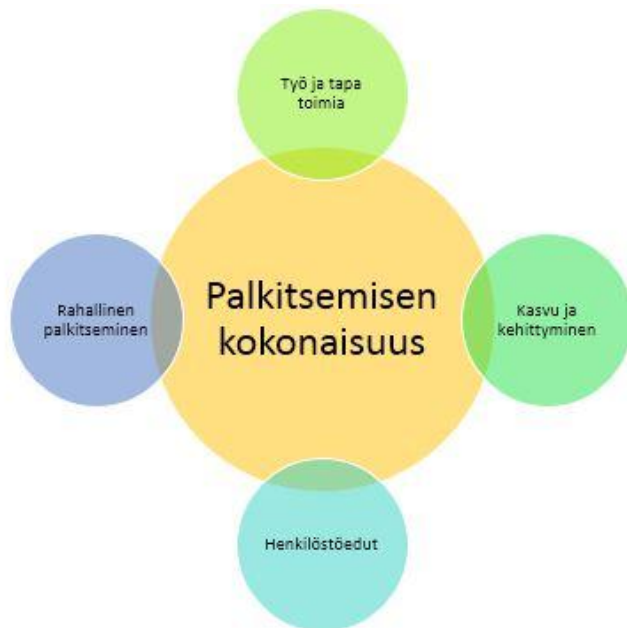 Työ ja tapa
toimia
Rahallinen
palkitseminen
Palkitsemisen
kokonaisuus
Kasvu ja
kehittyminen
Henkilöstöedut